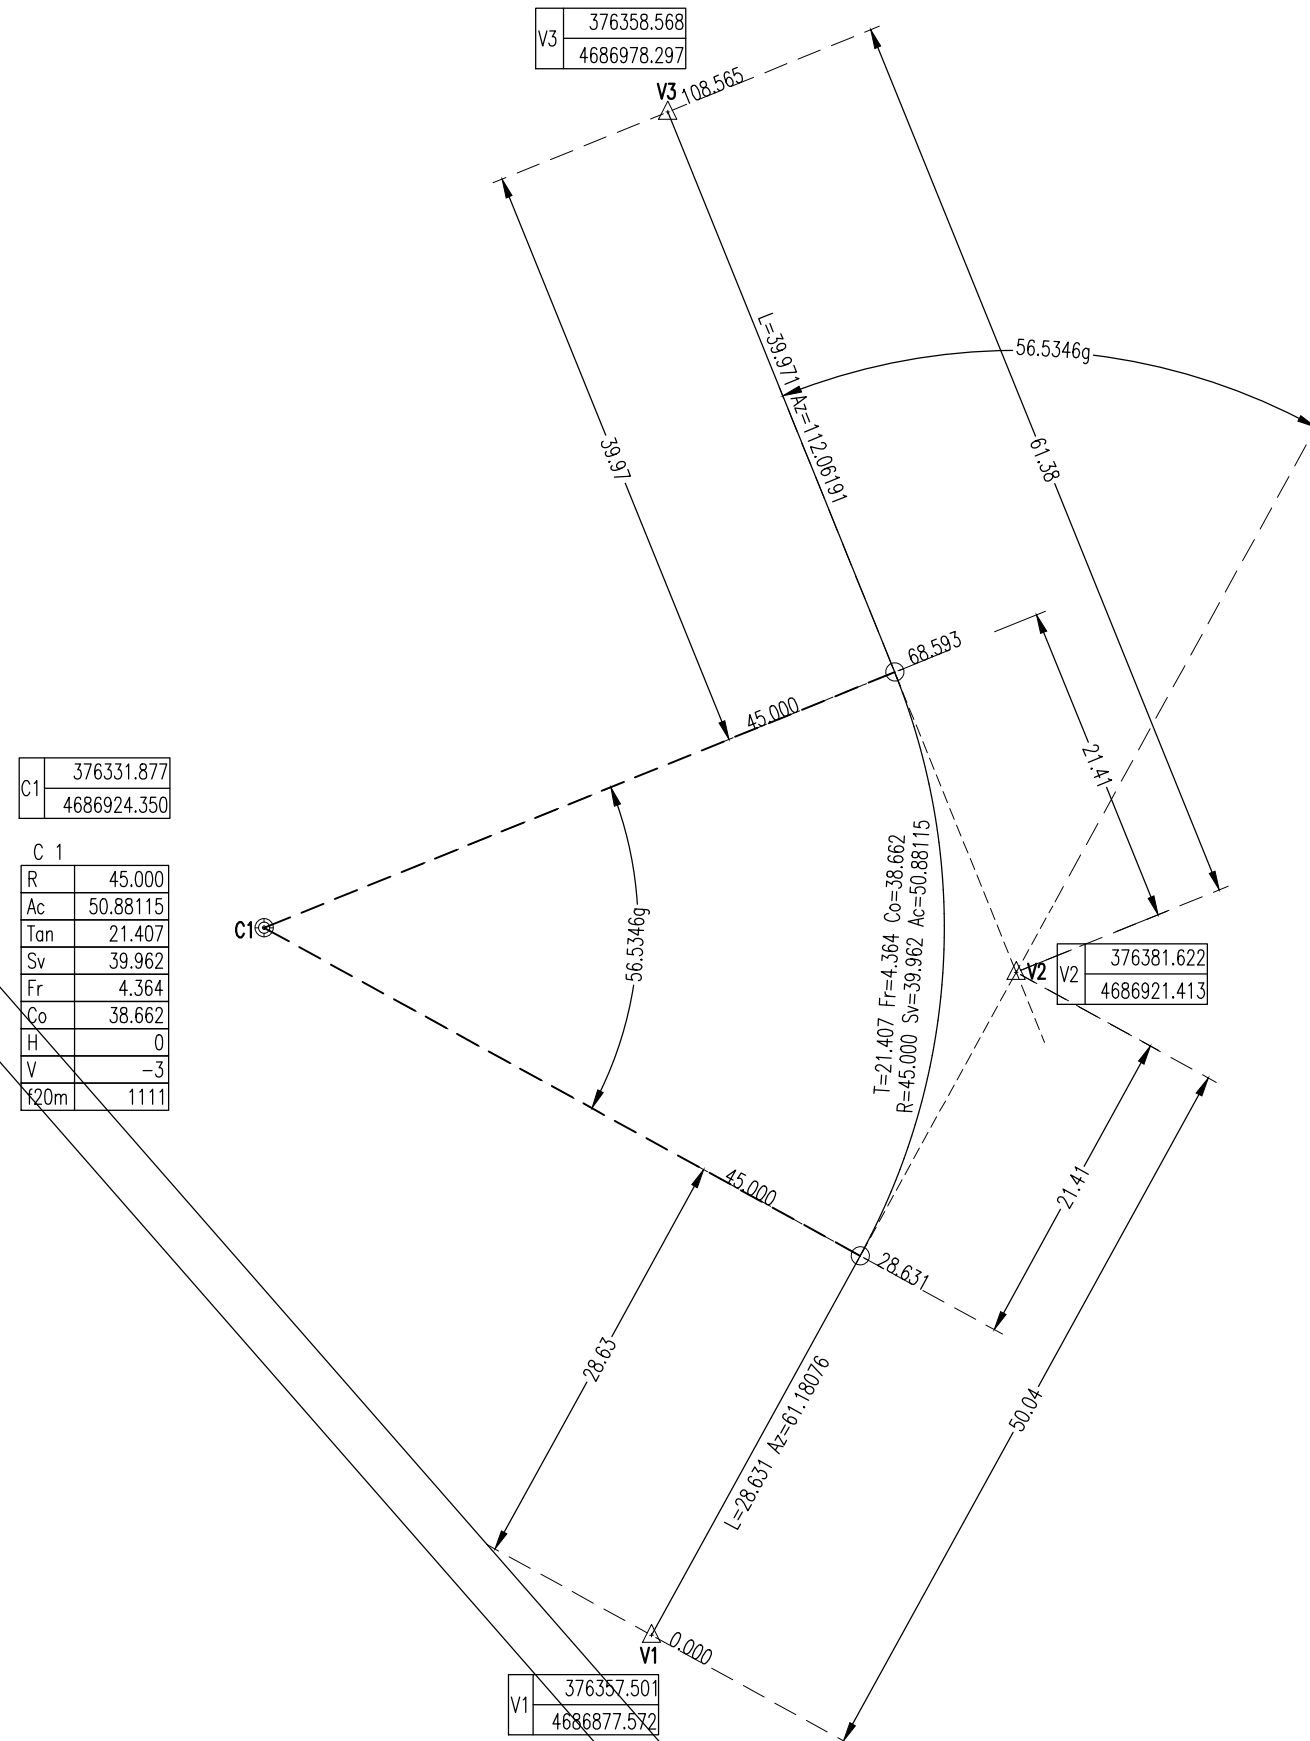 V3 376358.568
4686978.297
V3 108.565
L=39.971 Az=112.06191
39.97
56.5346g
61.38
68.593
45.000
21.41
C1 376331.877
4686924.350
C 1
R 45.000
Ac 50.88115
Tan 21.407
Sv 39.962
Fr 4.364
Co 38.662
H 0
V -3
f20m 1111
C1
56.5346g
T=21.407 Fr=4.364 Co=38.662
R=45.000 Sv=39.962 Ac=50.88115
V2
V2 376381.622
4686921.413
45.000
21.41
28.631
28.63
50.04
L=28.631 Az=61.18076
V1 0.000
V1 376357.501
4686877.572